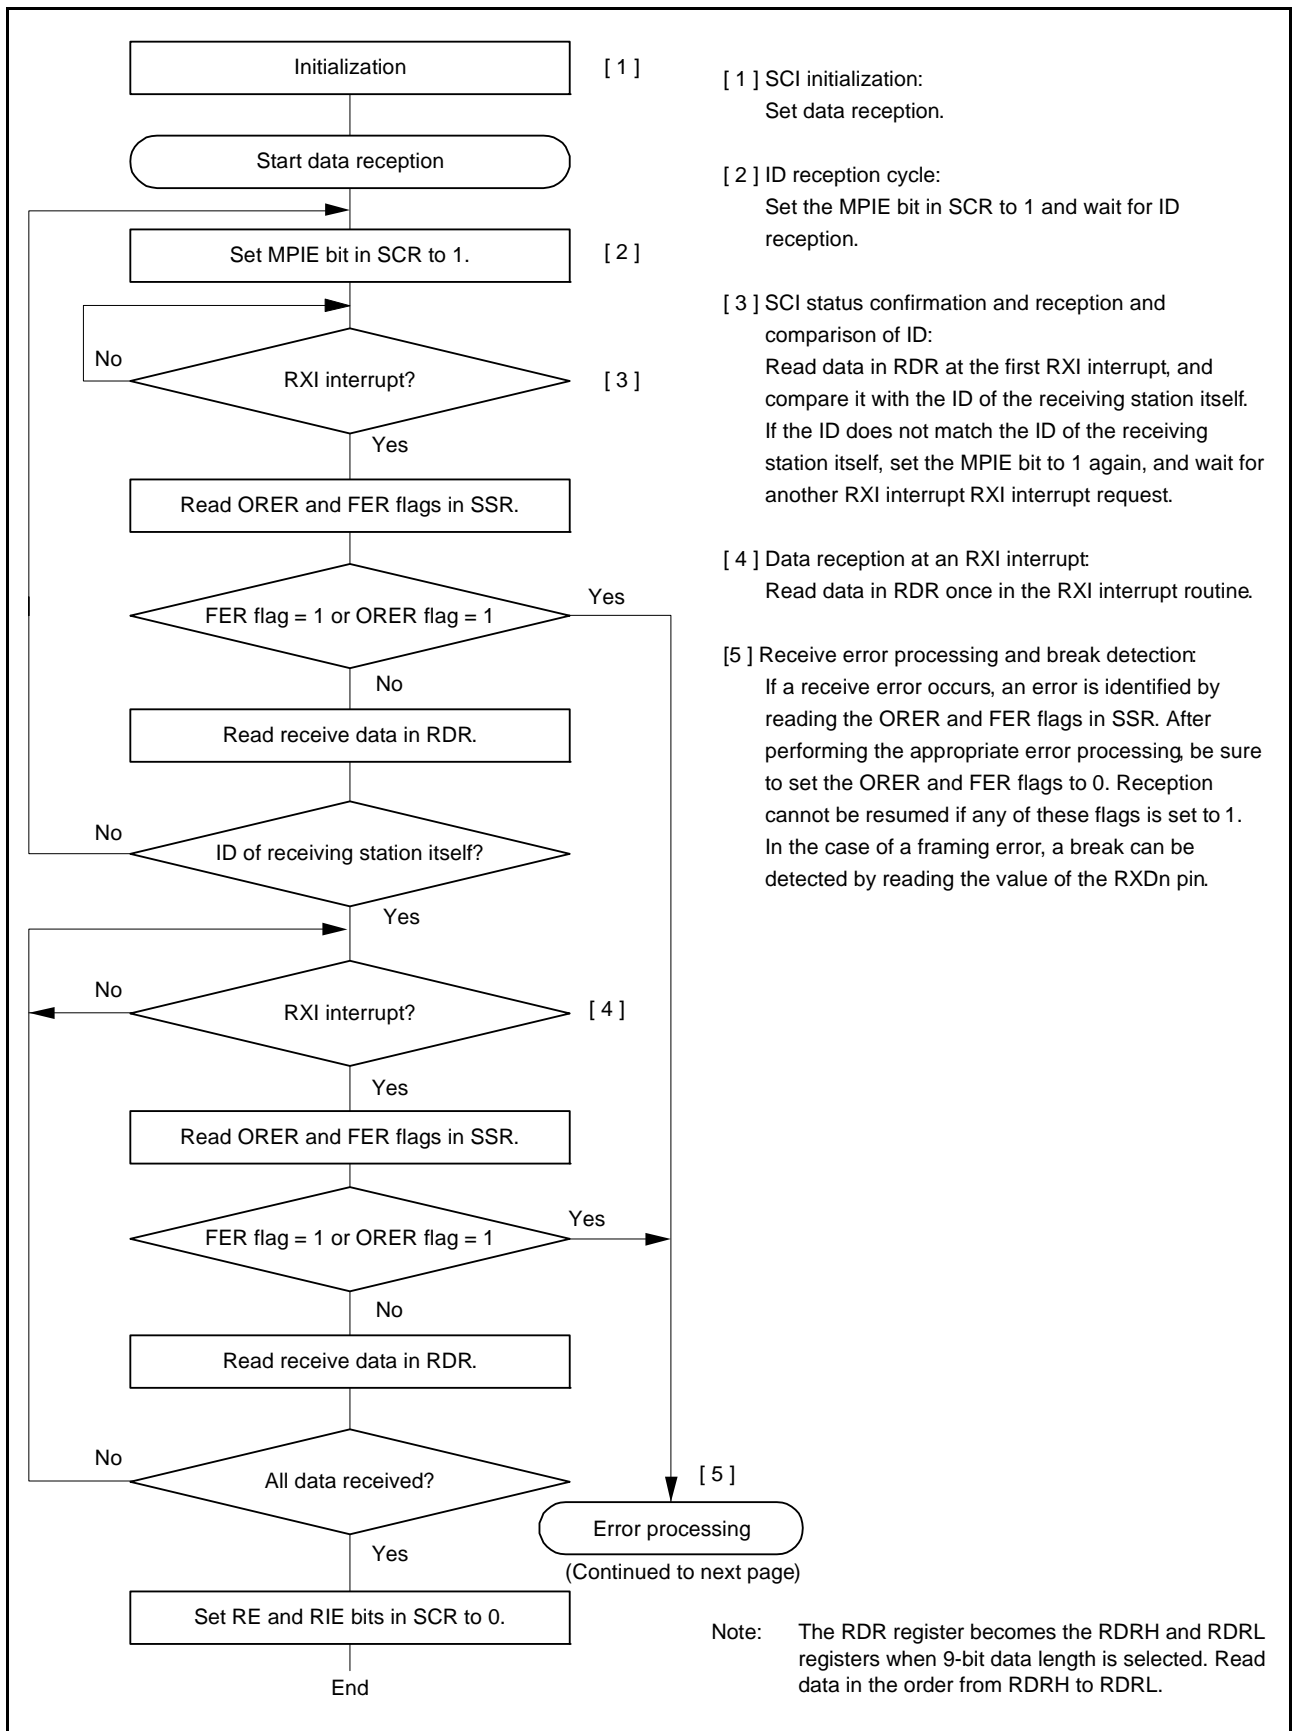 Initialization
[ 1 ]
Start data reception
Set MPIE bit in SCR to 1.
[ 2 ]
No
RXI interrupt?
[ 3 ]
Yes
Read ORER and FER flags in SSR.
FER flag = 1 or ORER flag = 1
Yes
No
Read receive data in RDR.
No
ID of receiving station itself?
Yes
No
RXI interrupt?
[ 4 ]
Yes
Read ORER and FER flags in SSR.
FER flag = 1 or ORER flag = 1
Yes
No
Read receive data in RDR.
No
All data received?
[ 5 ]
Error processing
(Continued to next page)
Yes
Set RE and RIE bits in SCR to 0.
End
[ 1 ] SCI initialization:
Set data reception.
[ 2 ] ID reception cycle:
Set the MPIE bit in SCR to 1 and wait for ID
reception.
[ 3 ] SCI status confirmation and reception and
comparison of ID:
Read data in RDR at the first RXI interrupt, and
compare it with the ID of the receiving station itself.
If the ID does not match the ID of the receiving
station itself, set the MPIE bit to 1 again, and wait for
another RXI interrupt RXI interrupt request.
[ 4 ] Data reception at an RXI interrupt:
Read data in RDR once in the RXI interrupt routine.
[5 ] Receive error processing and break detection:
If a receive error occurs, an error is identified by
reading the ORER and FER flags in SSR. After
performing the appropriate error processing, be sure
to set the ORER and FER flags to 0. Reception
cannot be resumed if any of these flags is set to 1.
In the case of a framing error, a break can be
detected by reading the value of the RXDn pin.
Note: The RDR register becomes the RDRH and RDRL
registers when 9-bit data length is selected. Read
data in the order from RDRH to RDRL.